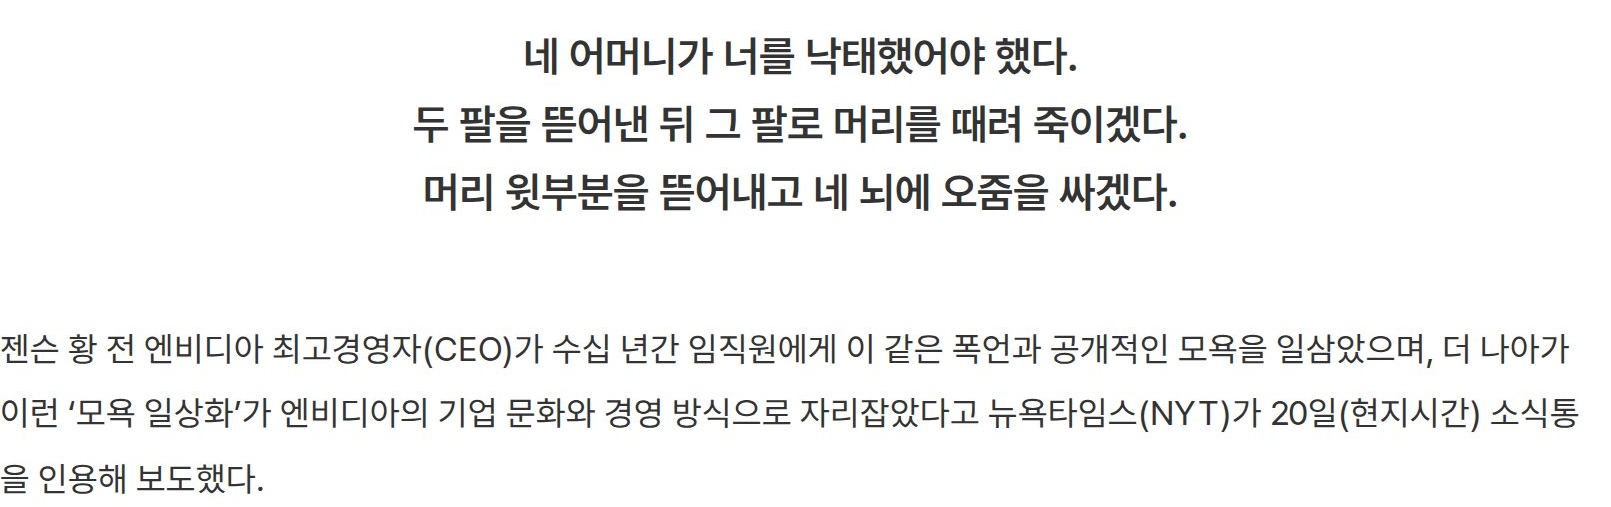 네 어머니가 너를 낙태했어야 했다.
두 팔을 뜯어낸 뒤 그 팔로 머리를 때려 죽이겠다.
머리 윗부분을 뜯어내고 네 뇌에 오줌을 싸겠다.
젠슨 황 전 엔비디아 최고경영자(CEO)가 수십 년간 임직원에게 이 같은 폭언과 공개적인 모욕을 일삼았으며, 더 나아가
이런 ‘모욕 일상화’가 엔비디아의 기업 문화와 경영 방식으로 자리잡았다고 뉴욕타임스(NYT)가 20일(현지시간) 소식통
을 인용해 보도했다.